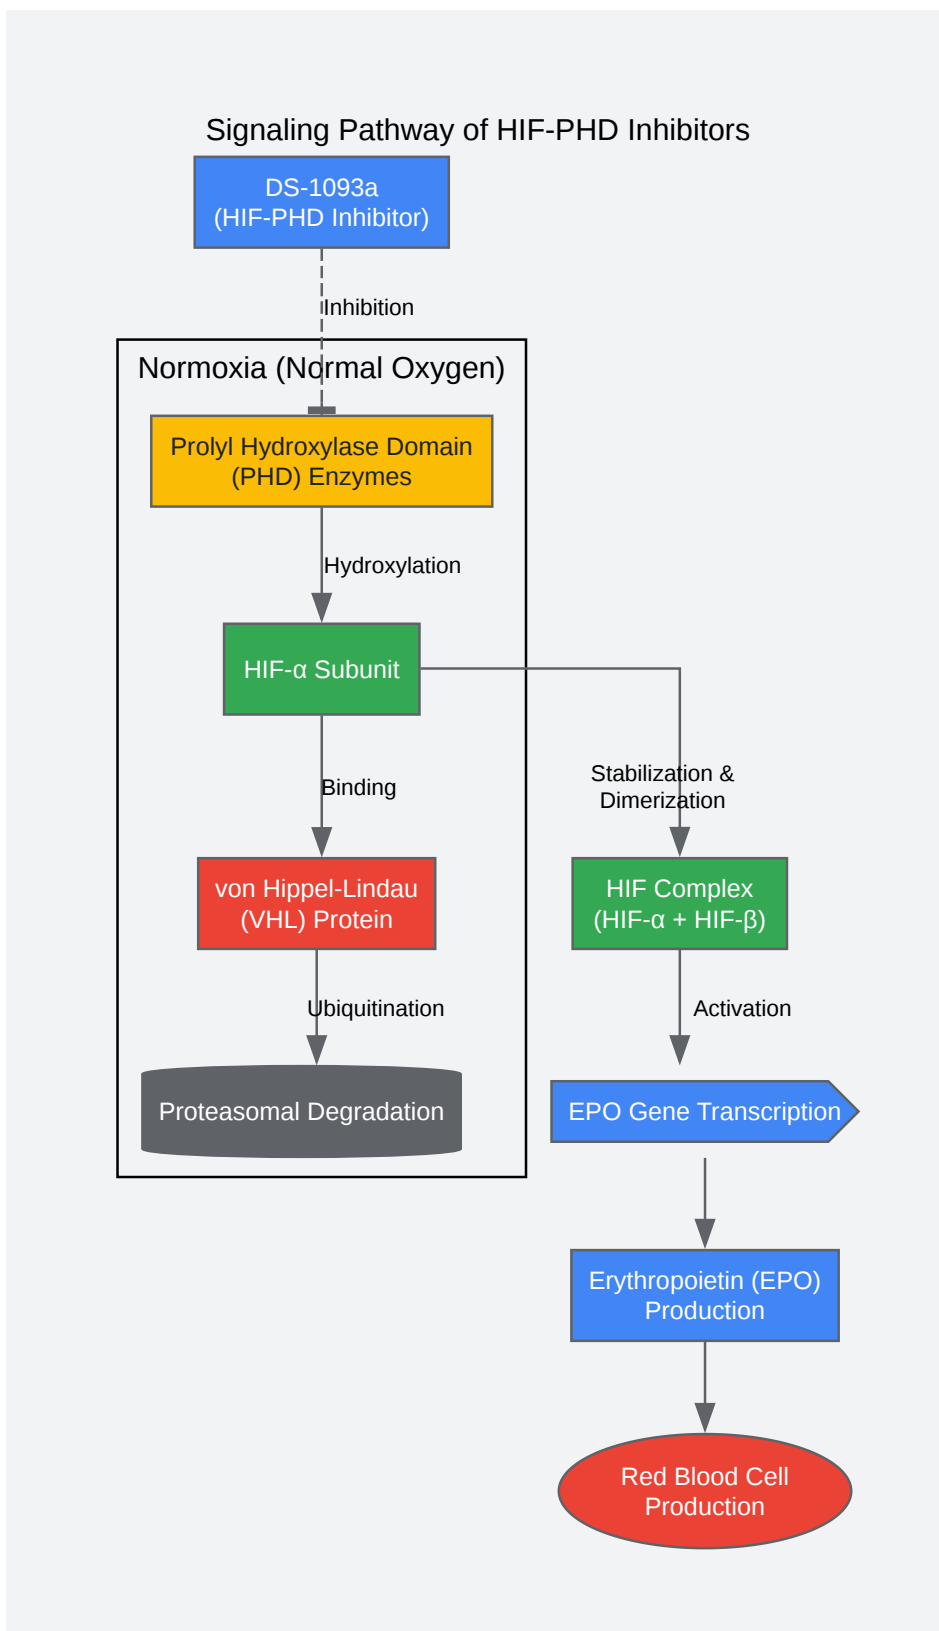 Signaling Pathway of HIF-PHD Inhibitors
DS-1093a
(HIF-PHD Inhibitor)
Inhibition
Normoxia (Normal Oxygen)
Prolyl Hydroxylase Domain
(PHD) Enzymes
Hydroxylation
HIF-α Subunit
Binding
Stabilization &
Dimerization
von Hippel-Lindau
(VHL) Protein
HIF Complex
(HIF-α + HIF-β)
Ubiquitination
Activation
Proteasomal Degradation
EPO Gene Transcription
Erythropoietin (EPO)
Production
Red Blood Cell
Production